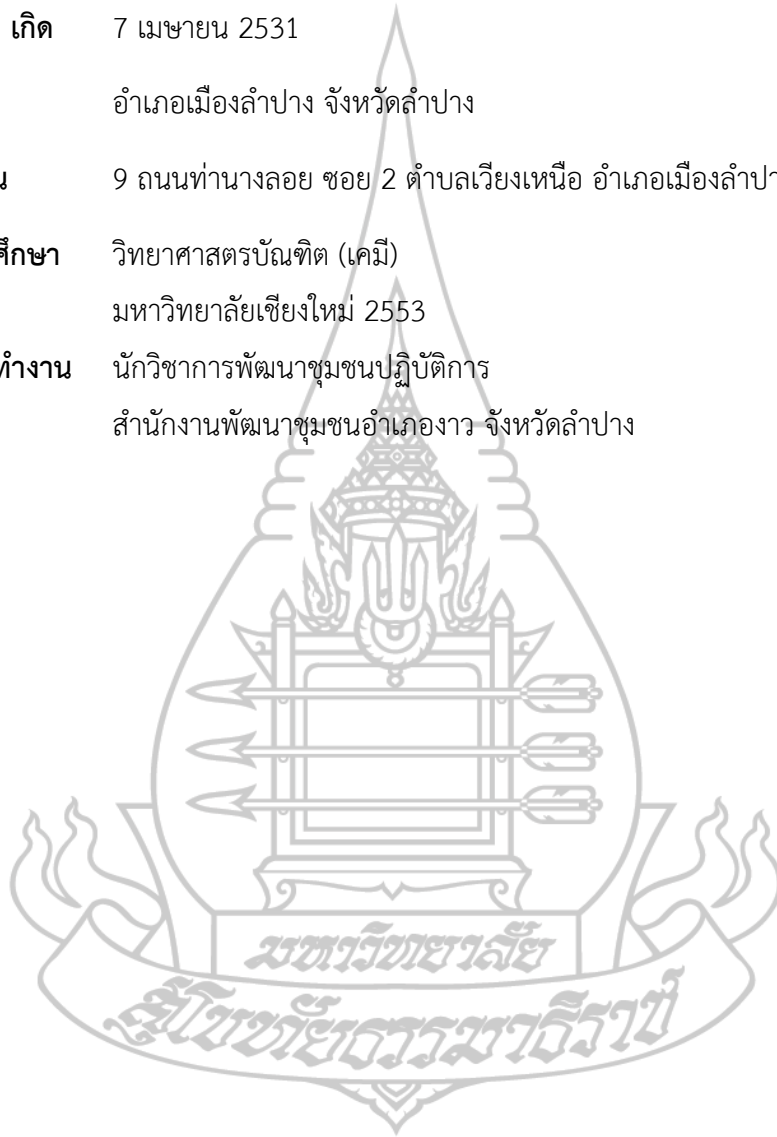 เกิด 7 เมษายน 2531
อำเภอเมืองลำปาง จังหวัดลำปาง
9 ถนนท่านางลอย ซอย 2 ตำบลเวียงเหนือ อำเภอเมืองลำปา
ศึกษา วิทยาศาสตรบัณฑิต (เคมี)
มหาวิทยาลัยเชียงใหม่ 2553
ทำงาน นักวิชาการพัฒนาชุมชนปฏิบัติการ
สำนักงานพัฒนาชุมชนอำเภองาว จังหวัดลำปาง
มหาวิทยาลัย
สุโขทัยธรรมาธิราช